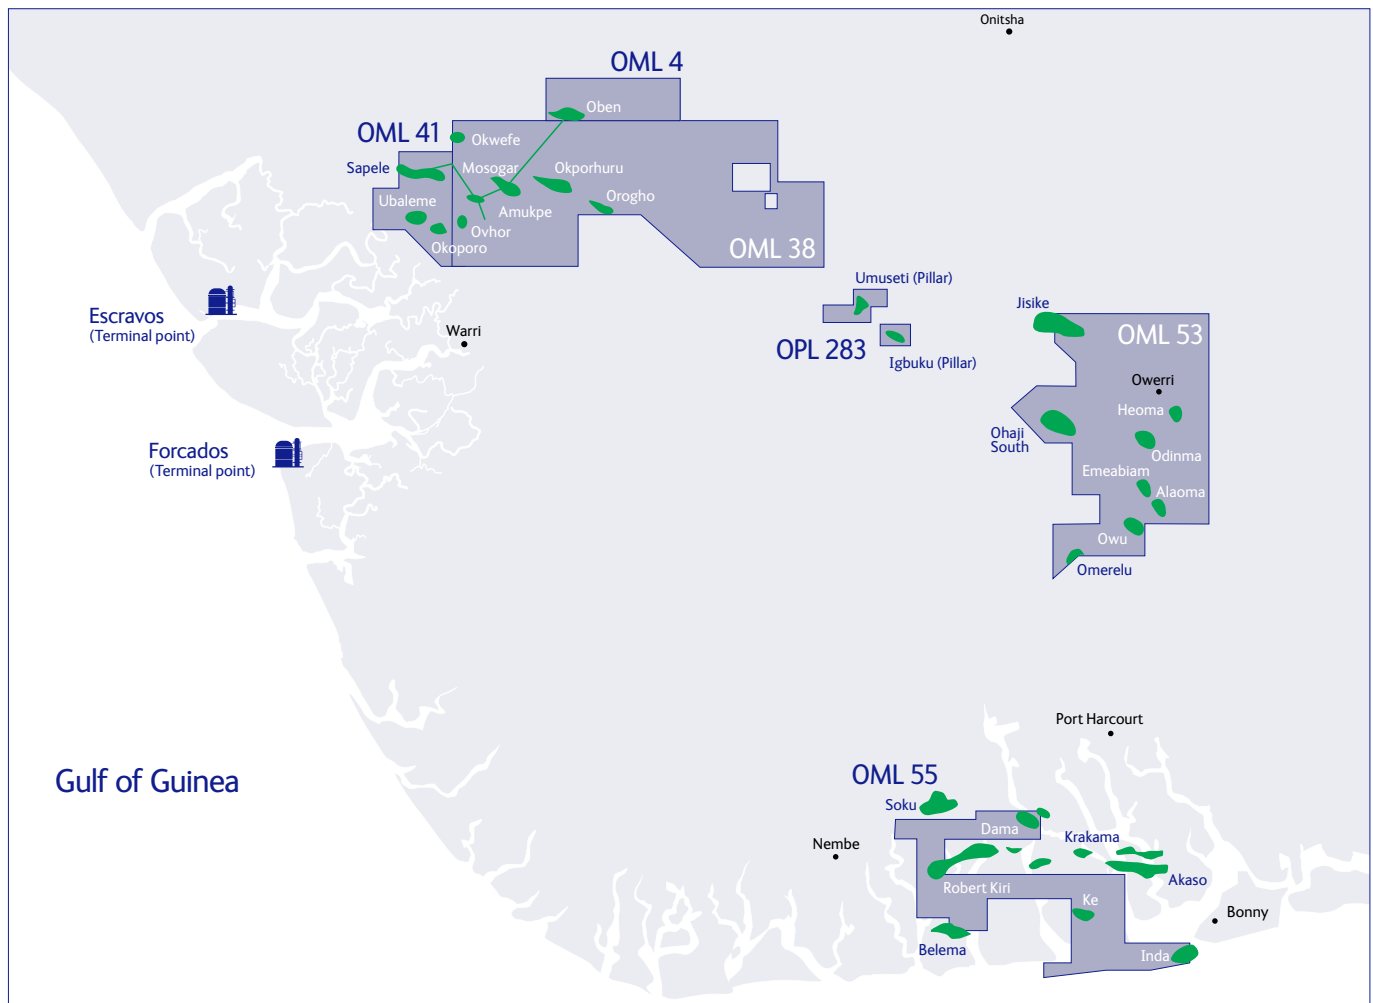 Onitsha
OML 4
Oben
OML 41
Okwefe
Sapele
Mosogar
Okporhuru
Ubaleme
Amukpe
Orogho
Ovhor
Okoporo
OML 38
Umuseti (Pillar)
OPL 283
Igbuku (Pillar)
Jisike
OML 53
Owerri
Heoma
Ohaji
South
Odinma
Emeabiam
Alaoma
Owu
Omerelu
Escravos
(Terminal point)
Warri
Forcados
(Terminal point)
Port Harcourt
Gulf of Guinea
OML 55
Soku
Dama
Krakama
Nembe
Robert Kiri
Akaso
Ke
Bonny
Belema
Inda